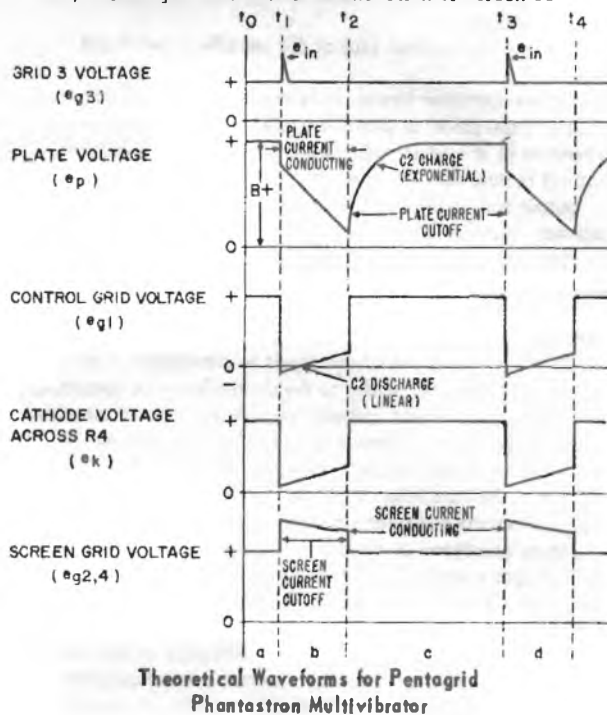 t0 t1 t2 t3 t4
e in e in
GRID 3 VOLTAGE
(eg3)
+
0
PLATE CURRENT CONDUCTING
PLATE VOLTAGE
(ep)
+
B+
0
C2 CHARGE
(EXPONENTIAL)
PLATE CURRENT
CUTOFF
CONTROL GRID VOLTAGE
(eg1)
+
0
−
C2 DISCHARGE
(LINEAR)
CATHODE VOLTAGE
ACROSS R4
(ek)
+
0
SCREEN CURRENT
CONDUCTING
SCREEN GRID VOLTAGE
(eg2,4)
+
0
SCREEN
CURRENT
CUTOFF
a b c d
Theoretical Waveforms for Pentagrid
Phantastron Multivibrator